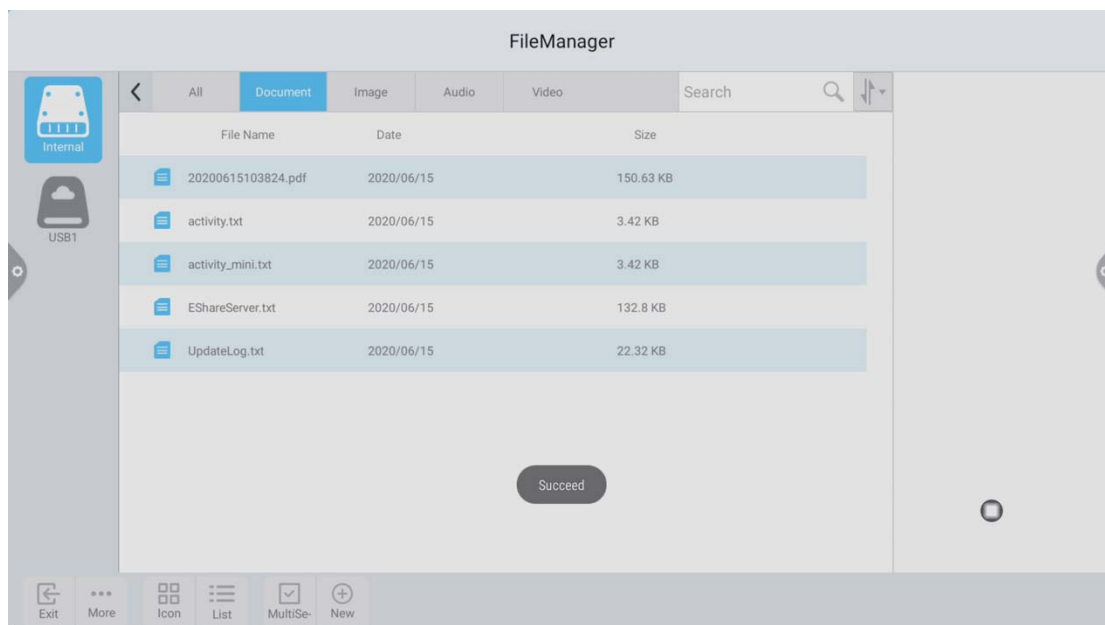 FileManager
All Document Image Audio Video Search
Internal
File Name Date Size
20200615103824.pdf 2020/06/15 150.63 KB
USB1
activity.txt 2020/06/15 3.42 KB
activity_mini.txt 2020/06/15 3.42 KB
EShareServer.txt 2020/06/15 132.8 KB
UpdateLog.txt 2020/06/15 22.32 KB
Succeed
Exit More Icon List MultiSe- New